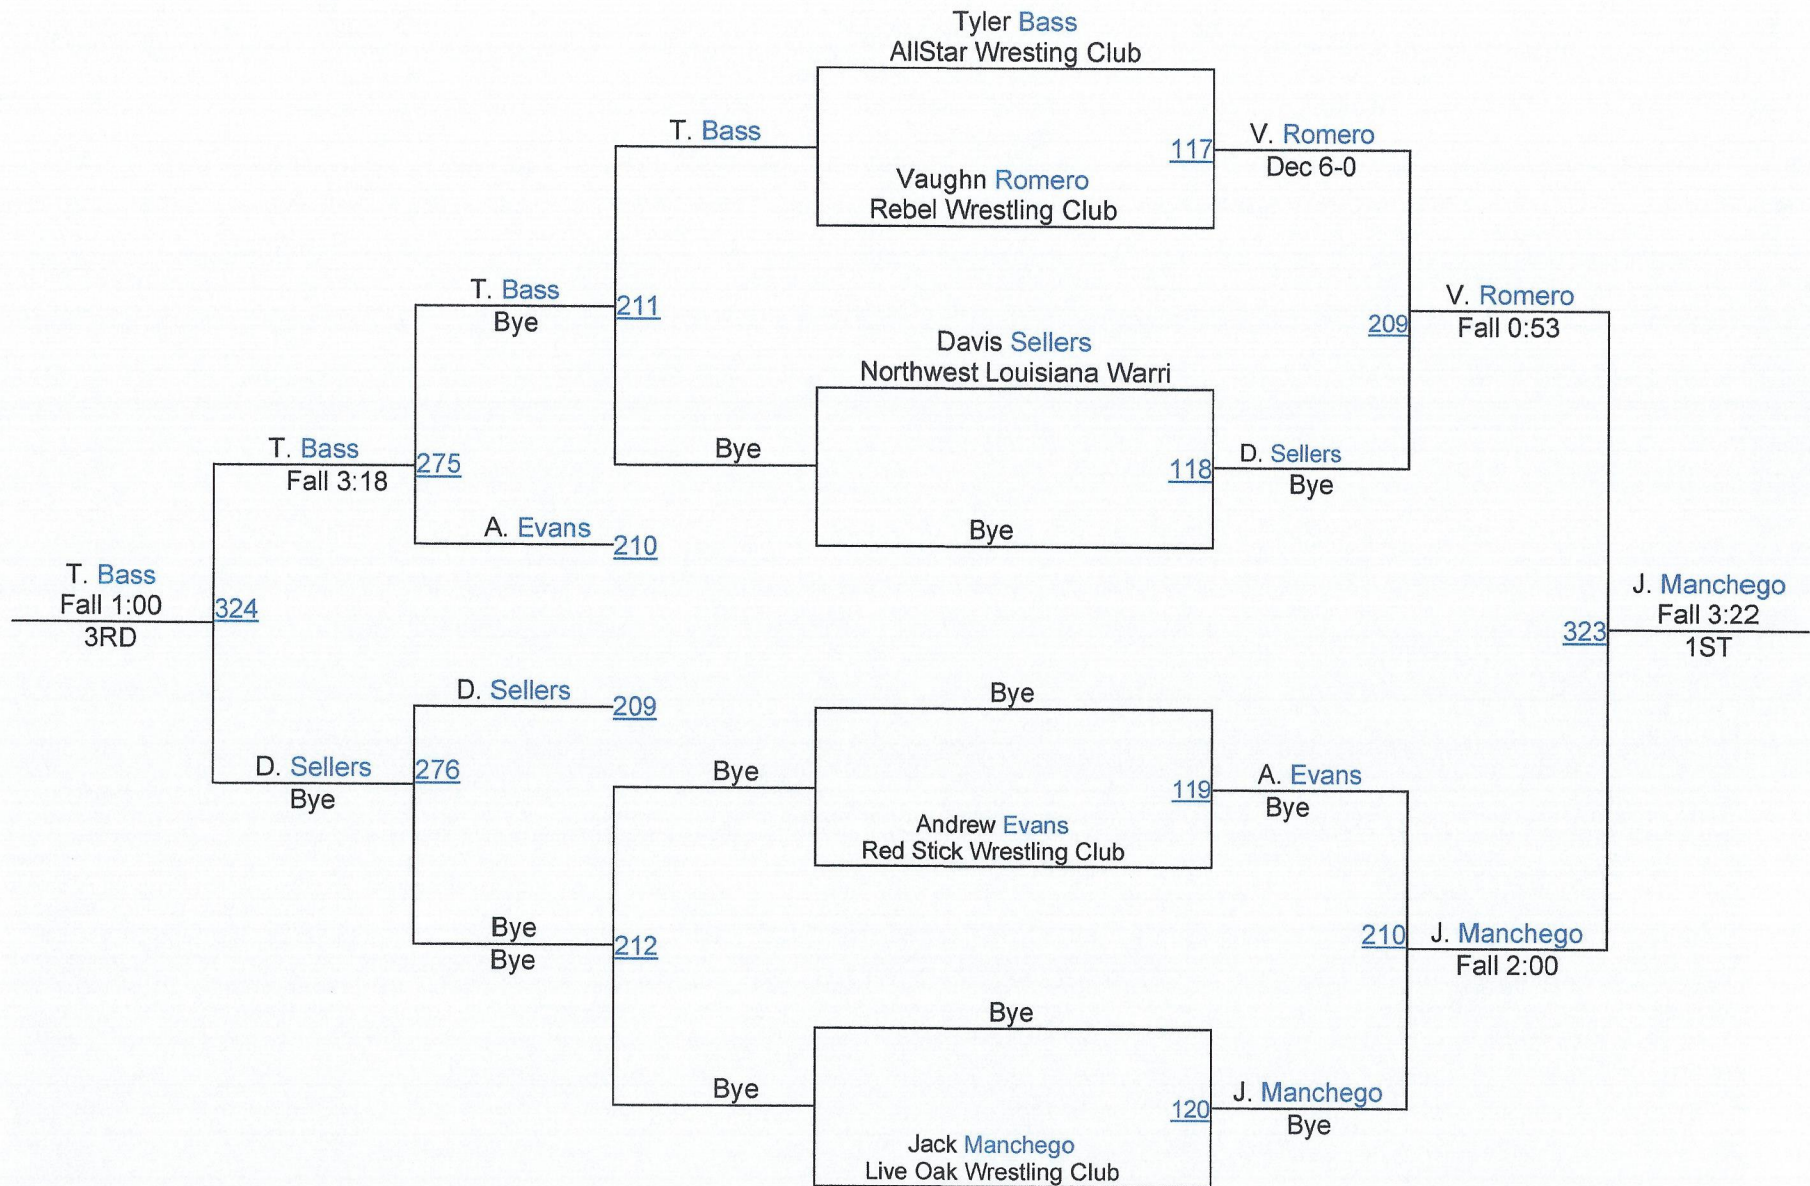 Tyler Bass
AllStar Wresting Club
T. Bass
117
V. Romero
Dec 6-0
Vaughn Romero
Rebel Wrestling Club
T. Bass
Bye
211
V. Romero
Fall 0:53
209
Davis Sellers
Northwest Louisiana Warri
T. Bass
Fall 3:18
275
Bye
118
D. Sellers
Bye
A. Evans
210
Bye
T. Bass
Fall 1:00
3RD
324
J. Manchego
Fall 3:22
1ST
323
D. Sellers
209
Bye
D. Sellers
Bye
276
Bye
119
A. Evans
Bye
Andrew Evans
Red Stick Wrestling Club
Bye
Bye
212
210
J. Manchego
Fall 2:00
Bye
Bye
120
J. Manchego
Bye
Jack Manchego
Live Oak Wrestling Club